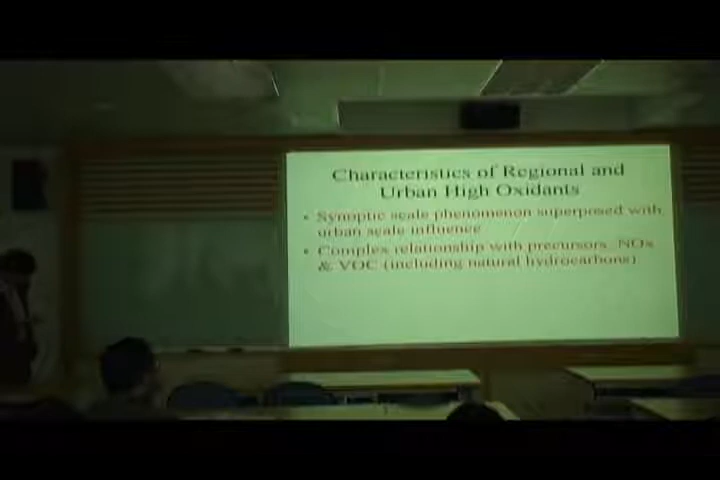 Characteristics of Regional and
Urban High Oxidants
• Synoptic scale phenomenon superposed with
urban scale influence
• Complex relationship with precursors, NOx
& VOC (including natural hydrocarbons)